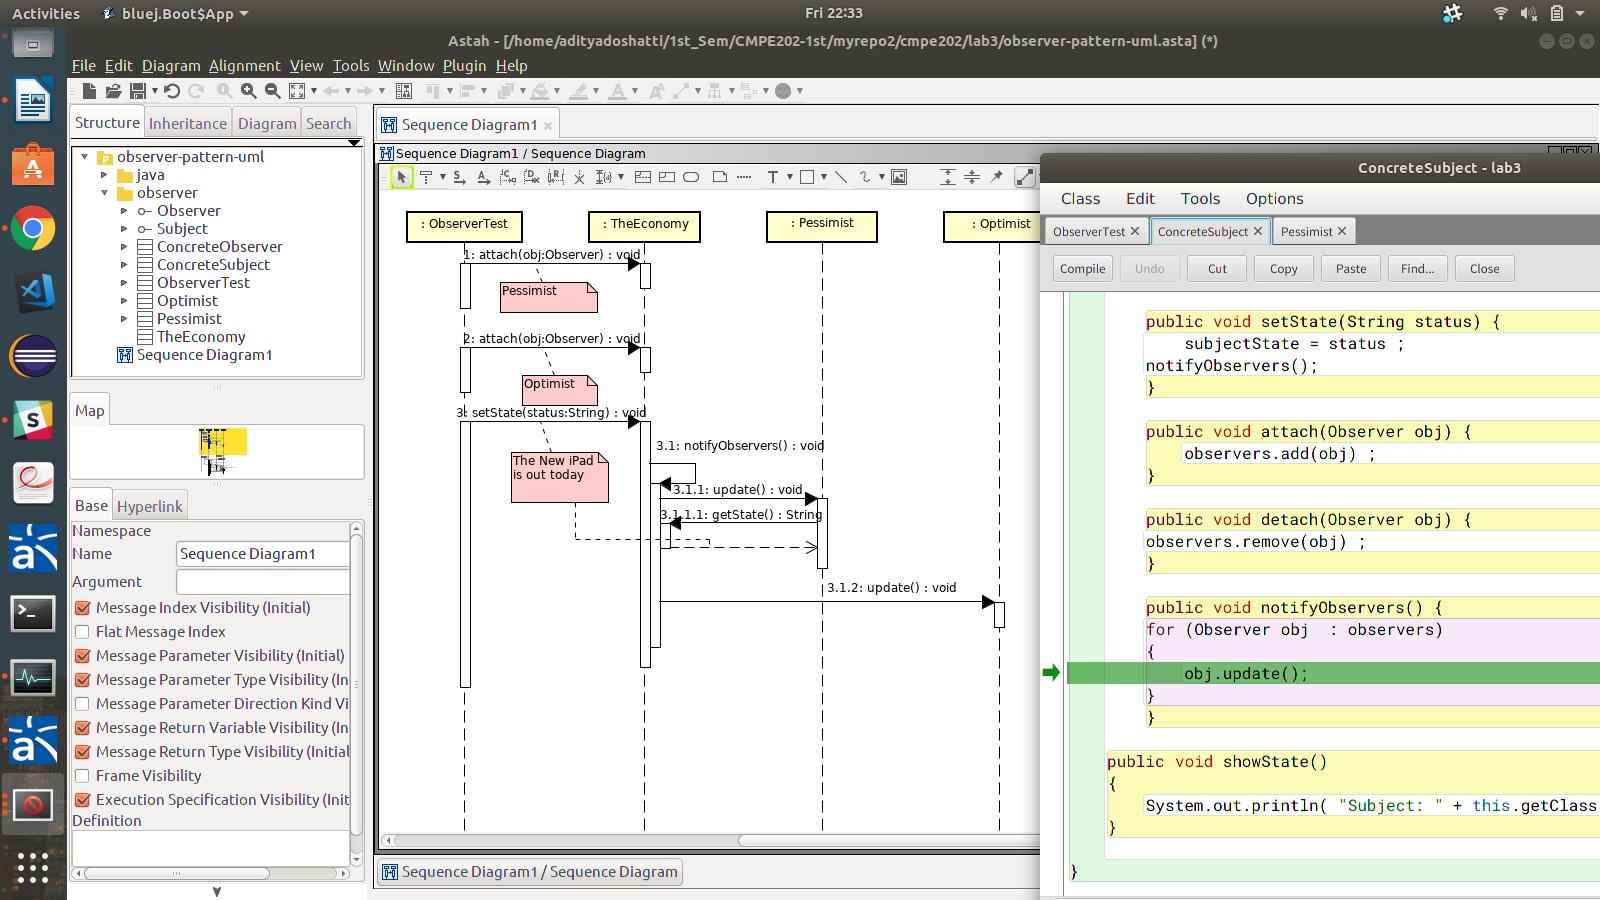 Activities
bluej.Boot$App
Fri 22:33
Astah - [/home/adityadoshatti/1st_Sem/CMPE202-1st/myrepo2/cmpe202/lab3/observer-pattern-uml.asta] (*)
File Edit Diagram Alignment View Tools Window Plugin Help
Structure Inheritance Diagram Search
observer-pattern-uml
java
observer
Observer
Subject
ConcreteObserver
ConcreteSubject
ObserverTest
Optimist
Pessimist
TheEconomy
Sequence Diagram1
Map
Base Hyperlink
Namespace
Name Sequence Diagram1
Argument
Message Index Visibility (Initial)
Flat Message Index
Message Parameter Visibility (Initial)
Message Parameter Type Visibility (In
Message Parameter Direction Kind Vi
Message Return Variable Visibility (In
Message Return Type Visibility (Initial
Frame Visibility
Execution Specification Visibility (Init
Definition
Sequence Diagram1
Sequence Diagram1 / Sequence Diagram
: ObserverTest
: TheEconomy
: Pessimist
: Optimist
1: attach(obj:Observer) : void
Pessimist
2: attach(obj:Observer) : void
Optimist
3: setState(status:String) : void
The New iPad
is out today
3.1: notifyObservers() : void
3.1.1: update() : void
3.1.1.1: getState() : String
3.1.2: update() : void
Sequence Diagram1 / Sequence Diagram
ConcreteSubject - lab3
Class Edit Tools Options
ObserverTest ConcreteSubject Pessimist
Compile Undo Cut Copy Paste Find... Close
public void setState(String status) {
subjectState = status ;
notifyObservers();
}
public void attach(Observer obj) {
observers.add(obj) ;
}
public void detach(Observer obj) {
observers.remove(obj) ;
}
public void notifyObservers() {
for (Observer obj  : observers)
{
obj.update();
}
}
public void showState()
{
System.out.println( "Subject: " + this.getClass
}
}